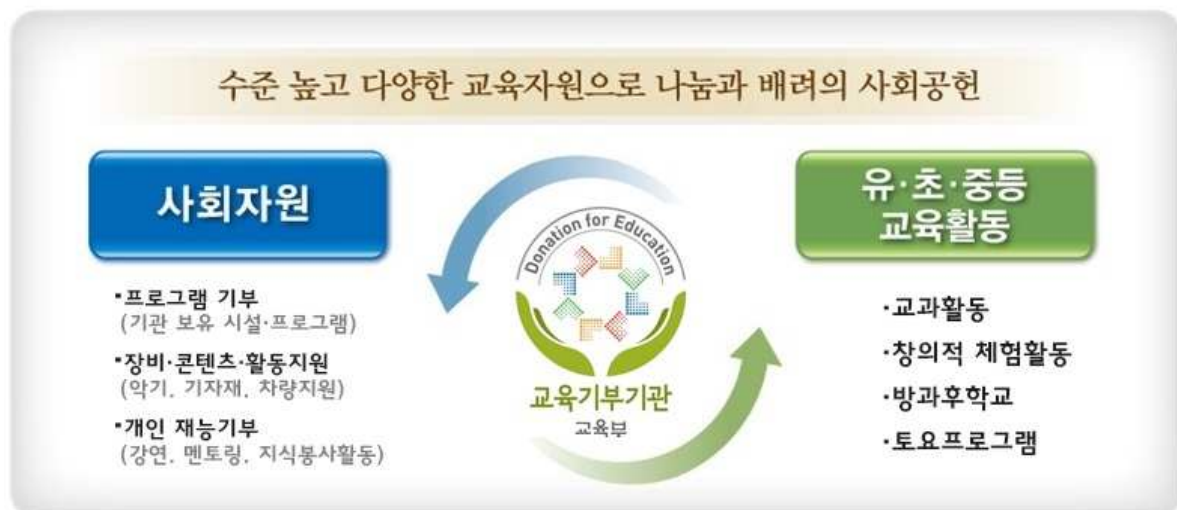 수준 높고 다양한 교육자원으로 나눔과 배려의 사회공헌
사회자원
▪프로그램 기부
(기관 보유 시설·프로그램)
▪장비·콘텐츠·활동지원
(악기, 기자재, 차량지원)
▪개인 재능기부
(강연, 멘토링, 지식봉사활동)
Donation for Education
교육기부기관
교육부
유·초·중등
교육활동
·교과활동
·창의적 체험활동
·방과후학교
·토요프로그램